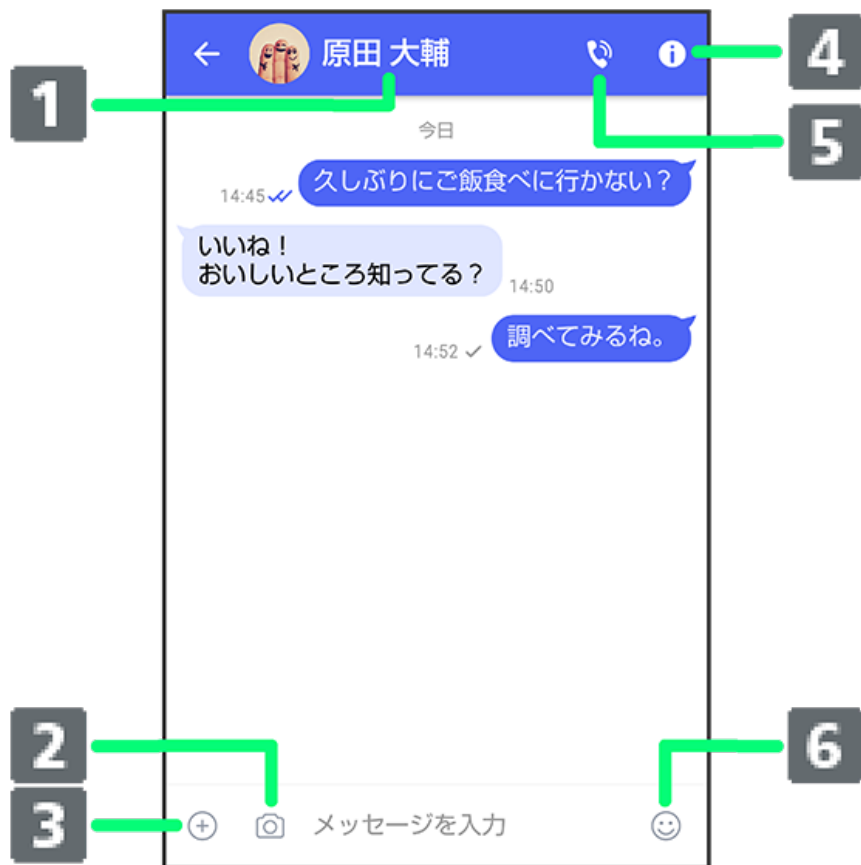 原田 大輔
今日
久しぶりにご飯食べに行かない？
14:45
いいね！
おいしいところ知ってる？
14:50
調べてみるね。
14:52
メッセージを入力
1
2
3
4
5
6